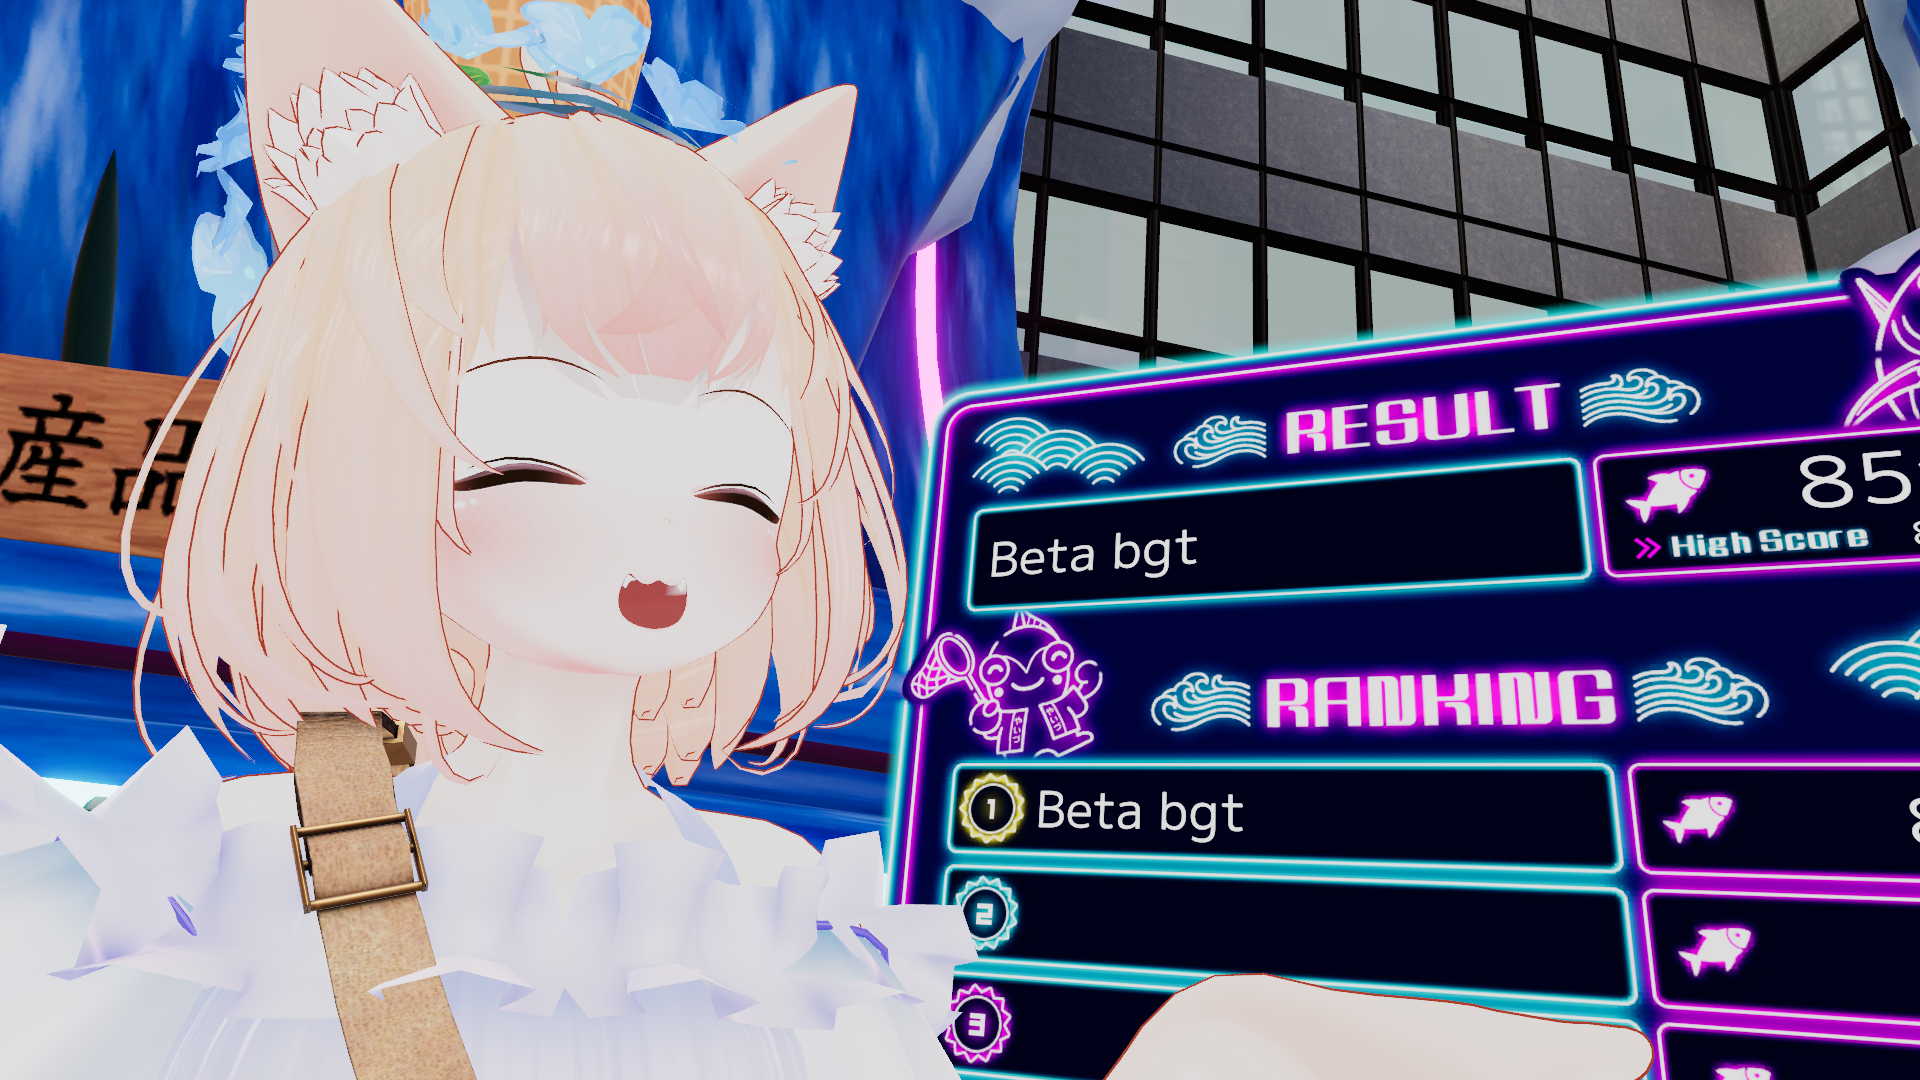 産品
RESULT
Beta bgt
85
High Score
RANKING
1 Beta bgt
2
3